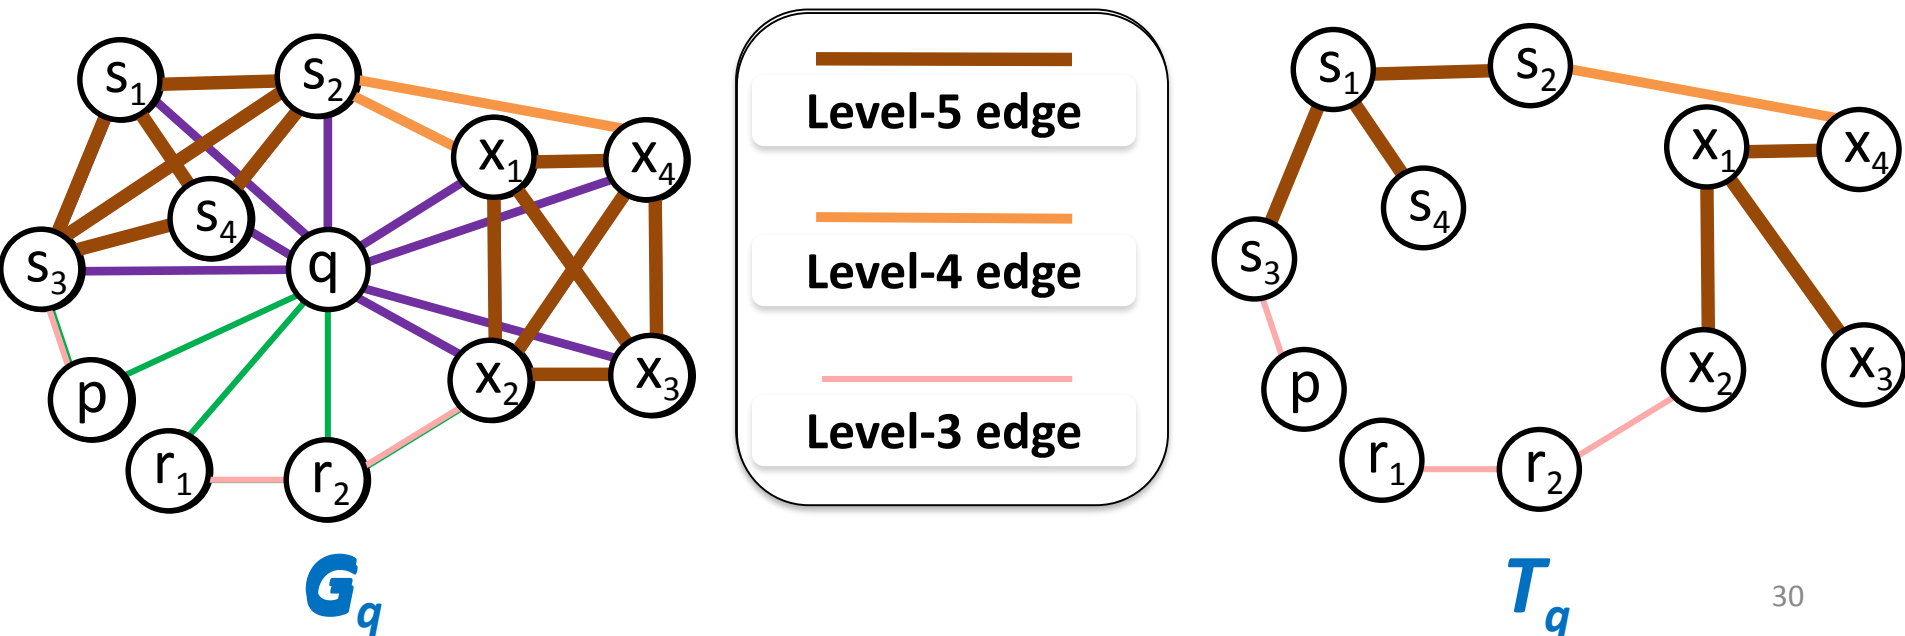 s1 s2
x1 x4
s4
s3 q
p
x2 x3
r1 r2
Gq
Level-5 edge
Level-4 edge
Level-3 edge
s1 s2
x1 x4
s4
s3
p
x2 x3
r1 r2
Tq
30